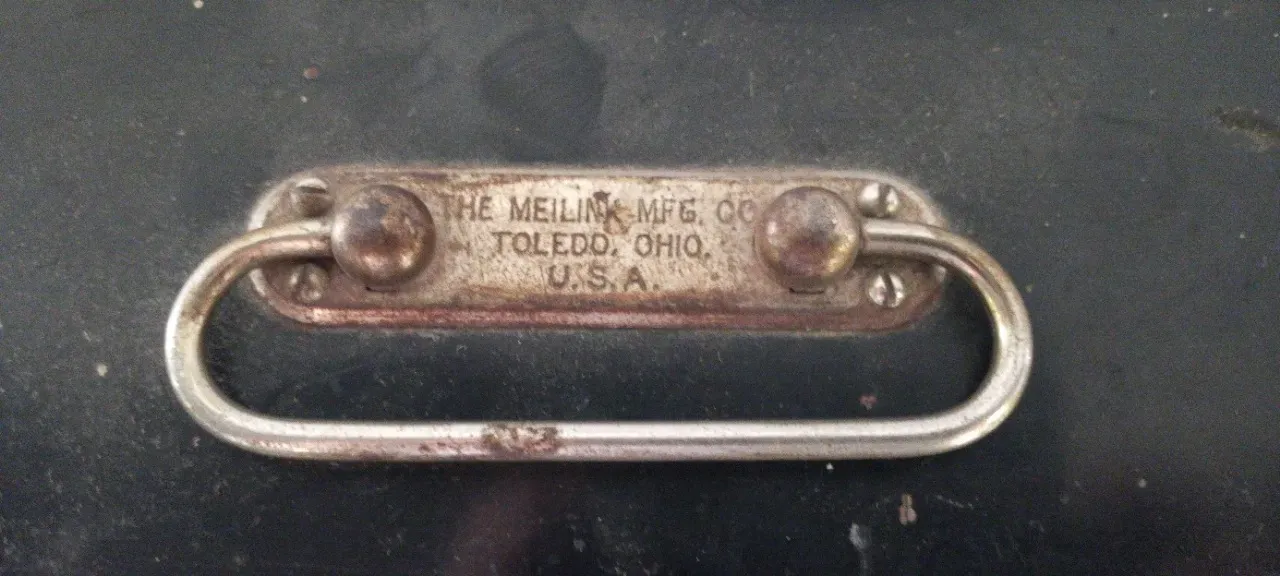 THE MEILINK MFG. CO
TOLEDO, OHIO.
U.S.A.